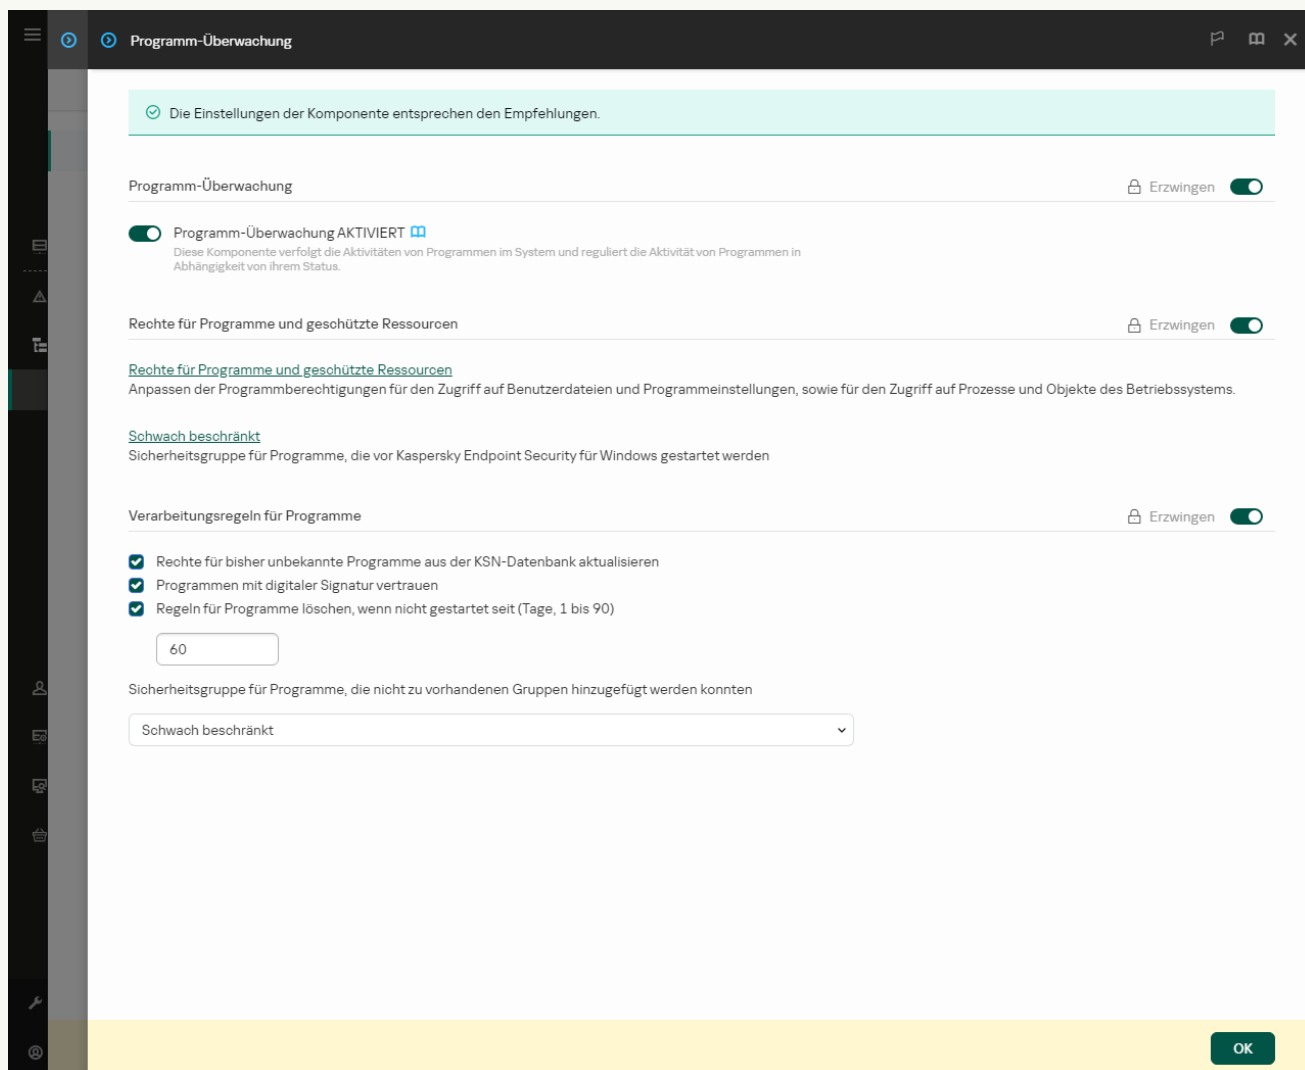 Programm-Überwachung
Die Einstellungen der Komponente entsprechen den Empfehlungen.
Programm-Überwachung
Erzwingen
Programm-Überwachung AKTIVIERT
Diese Komponente verfolgt die Aktivitäten von Programmen im System und reguliert die Aktivität von Programmen in
Abhängigkeit von ihrem Status.
Rechte für Programme und geschützte Ressourcen
Erzwingen
Rechte für Programme und geschützte Ressourcen
Anpassen der Programmberechtigungen für den Zugriff auf Benutzerdateien und Programmeinstellungen, sowie für den Zugriff auf Prozesse und Objekte des Betriebssystems.
Schwach beschränkt
Sicherheitsgruppe für Programme, die vor Kaspersky Endpoint Security für Windows gestartet werden
Verarbeitungsregeln für Programme
Erzwingen
Rechte für bisher unbekannte Programme aus der KSN-Datenbank aktualisieren
Programmen mit digitaler Signatur vertrauen
Regeln für Programme löschen, wenn nicht gestartet seit (Tage, 1 bis 90)
60
Sicherheitsgruppe für Programme, die nicht zu vorhandenen Gruppen hinzugefügt werden konnten
Schwach beschränkt
OK